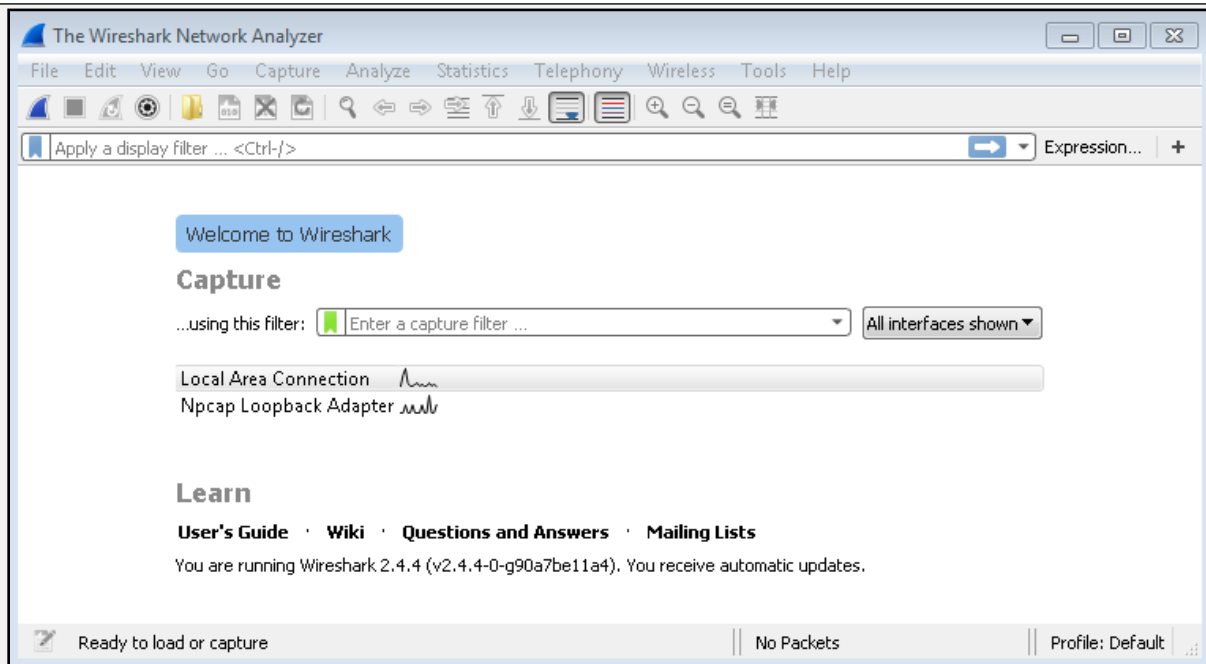 The Wireshark Network Analyzer
File Edit View Go Capture Analyze Statistics Telephony Wireless Tools Help
Apply a display filter ... <Ctrl-/> Expression... +
Welcome to Wireshark
Capture
...using this filter: Enter a capture filter ... All interfaces shown
Local Area Connection
Npcap Loopback Adapter
Learn
User's Guide · Wiki · Questions and Answers · Mailing Lists
You are running Wireshark 2.4.4 (v2.4.4-0-g90a7be11a4). You receive automatic updates.
Ready to load or capture No Packets Profile: Default